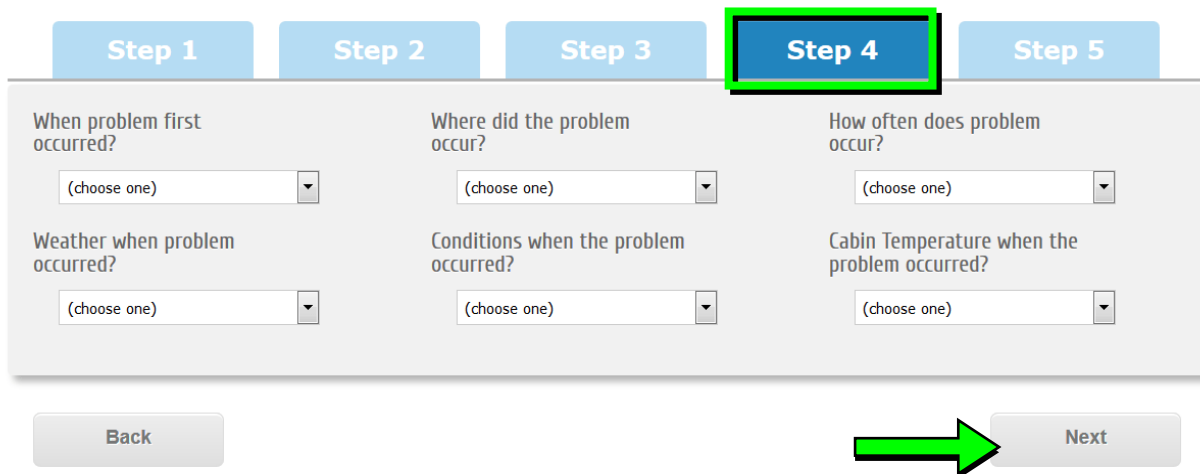 Step 1 Step 2 Step 3 Step 4 Step 5
When problem first
occurred?
(choose one)
Where did the problem
occur?
(choose one)
How often does problem
occur?
(choose one)
Weather when problem
occurred?
(choose one)
Conditions when the problem
occurred?
(choose one)
Cabin Temperature when the
problem occurred?
(choose one)
Back
Next